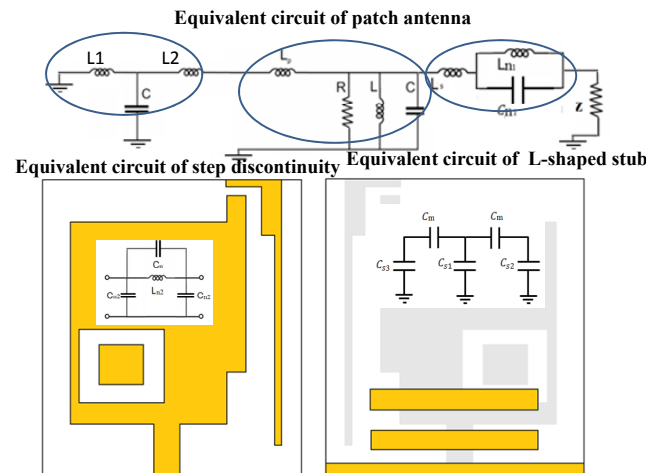 Equivalent circuit of patch antenna
L1 L2 Lp Ln1
R L C Ls
C Cn1 Z
Equivalent circuit of step discontinuity Equivalent circuit of L-shaped stub
Cn
Ln2
Cn2 Cn2
Cm Cm
Cs3 Cs1 Cs2